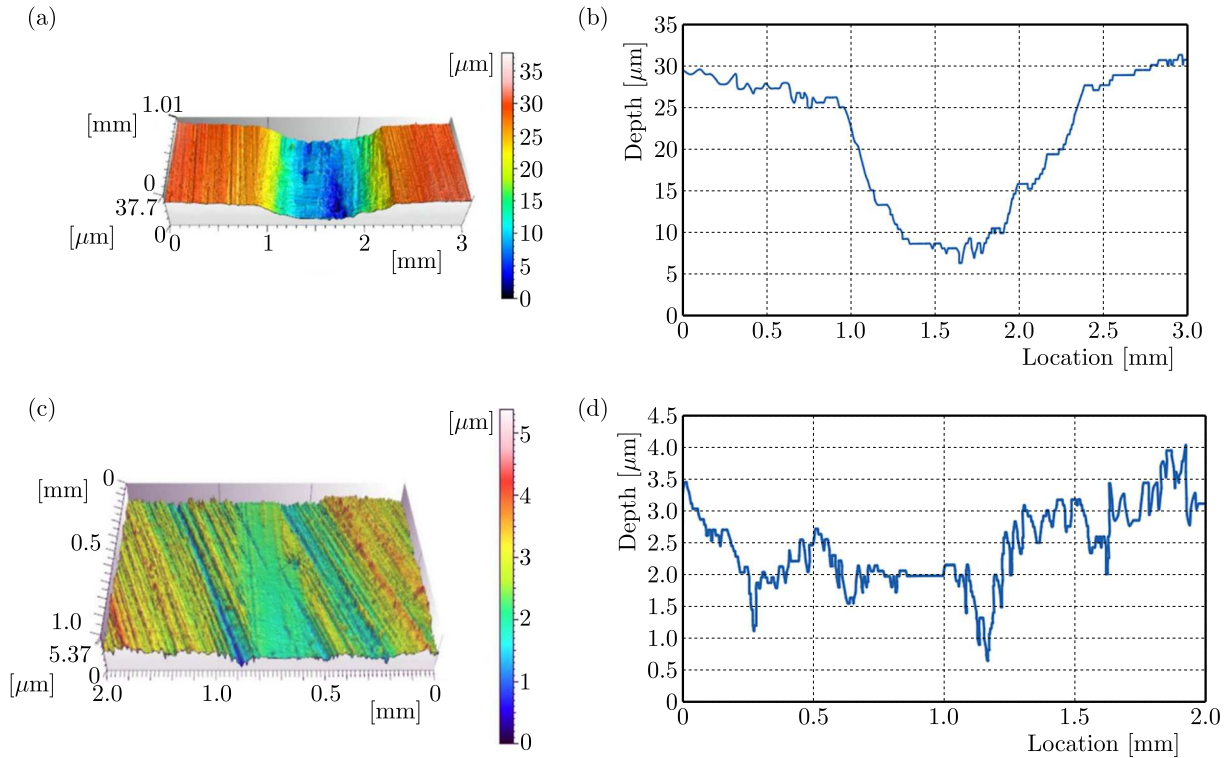 (a)
[μm]
35
30
25
20
15
10
5
0
1.01
[mm]
0
37.7
[μm]
0
0 1 2 3
[mm]
(b)
Depth [μm]
35
30
25
20
15
10
5
0
0 0.5 1.0 1.5 2.0 2.5 3.0
Location [mm]
(c)
[μm]
5
4
3
2
1
0
0
[mm]
0.5
1.0
5.37
[μm]
0
2.0 1.0 0.5 0
[mm]
(d)
Depth [μm]
4.5
4.0
3.5
3.0
2.5
2.0
1.5
1.0
0.5
0
0 0.5 1.0 1.5 2.0
Location [mm]